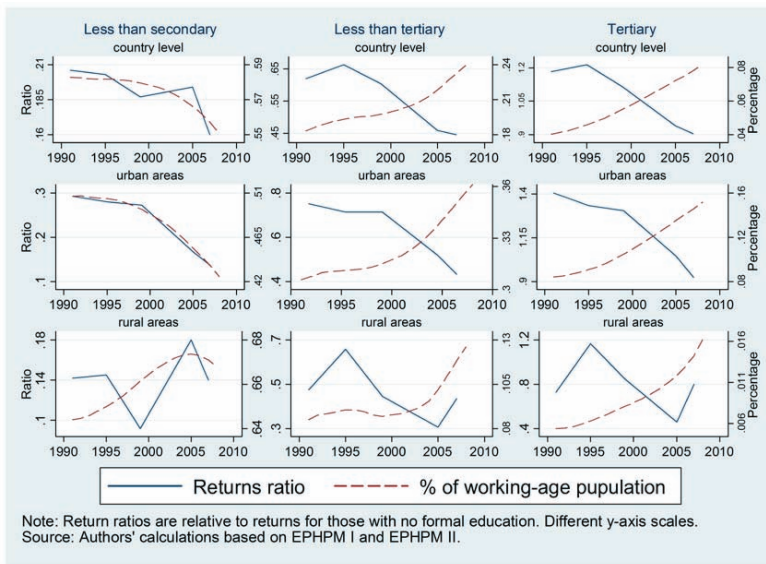 Less than secondary
Less than tertiary
Tertiary
country level
country level
country level
Ratio
.21
.185
.16
.59
.57
.55
1990 1995 2000 2005 2010
.65
.55
.45
.24
.21
.18
1990 1995 2000 2005 2010
1.2
1.05
.9
.08
.06
.04
Percentage
1990 1995 2000 2005 2010
urban areas
urban areas
urban areas
Ratio
.3
.2
.1
.51
.465
.42
1990 1995 2000 2005 2010
.8
.6
.4
.36
.33
.3
1990 1995 2000 2005 2010
1.4
1.15
.9
.16
.12
.08
Percentage
1990 1995 2000 2005 2010
rural areas
rural areas
rural areas
Ratio
.18
.14
.1
.68
.66
.64
1990 1995 2000 2005 2010
.7
.5
.3
.13
.105
.08
1990 1995 2000 2005 2010
1.2
.8
.4
.016
.011
.006
Percentage
1990 1995 2000 2005 2010
Returns ratio
% of working-age pupulation
Note: Return ratios are relative to returns for those with no formal education. Different y-axis scales.
Source: Authors' calculations based on EPHPM I and EPHPM II.